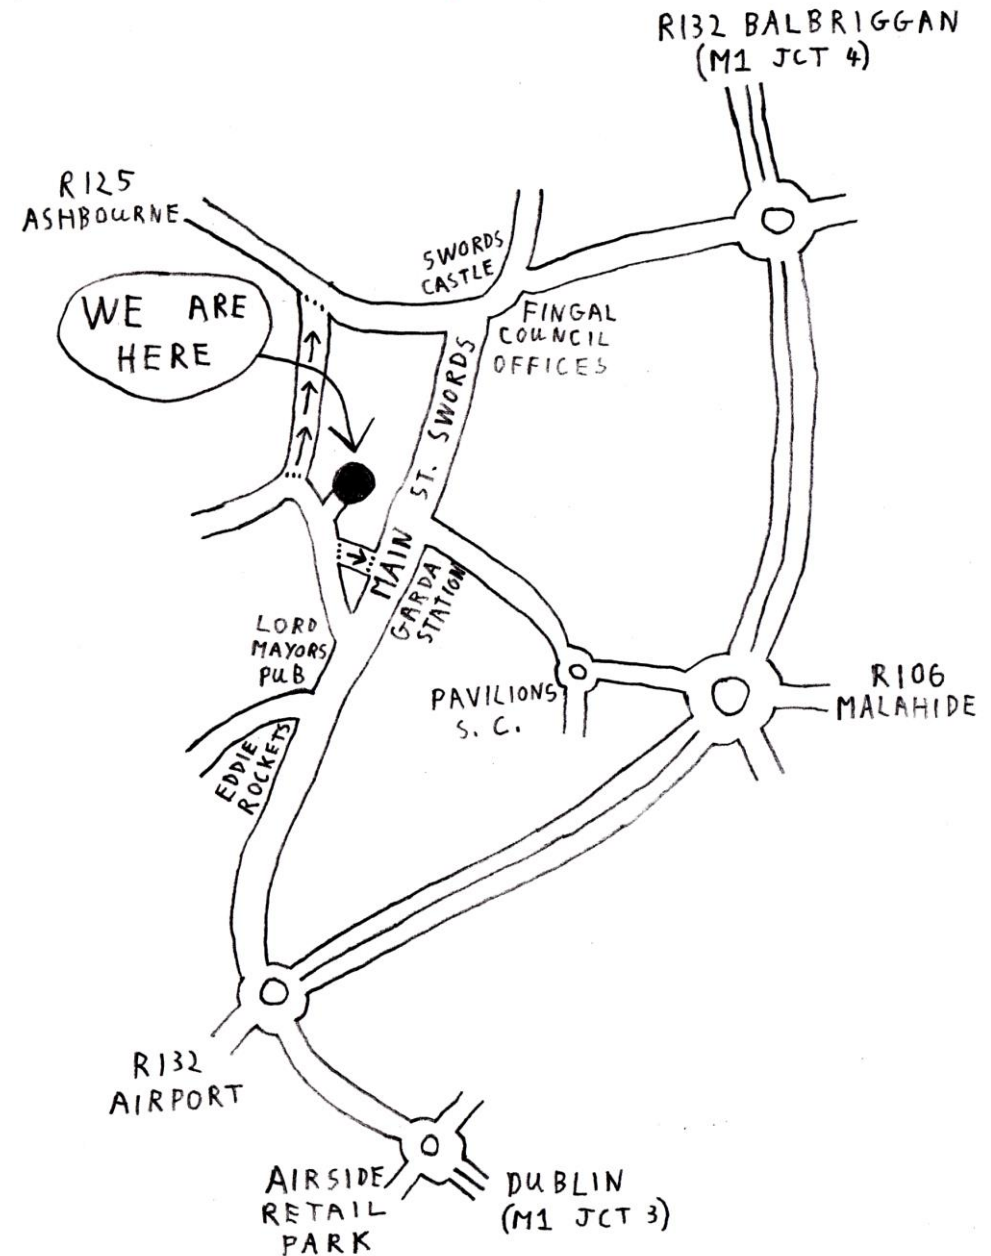 R132 BALBRIGGAN
(M1 JCT 4)
R125
ASHBOURNE
SWORDS
CASTLE
WE ARE
HERE
FINGAL
COUNCIL
OFFICES
MAIN ST. SWORDS
GARDA
STATION
LORD
MAYORS
PUB
PAVILIONS
S. C.
R106
MALAHIDE
EDDIE
ROCKETS
R132
AIRPORT
AIRSIDE
RETAIL
PARK
DUBLIN
(M1 JCT 3)